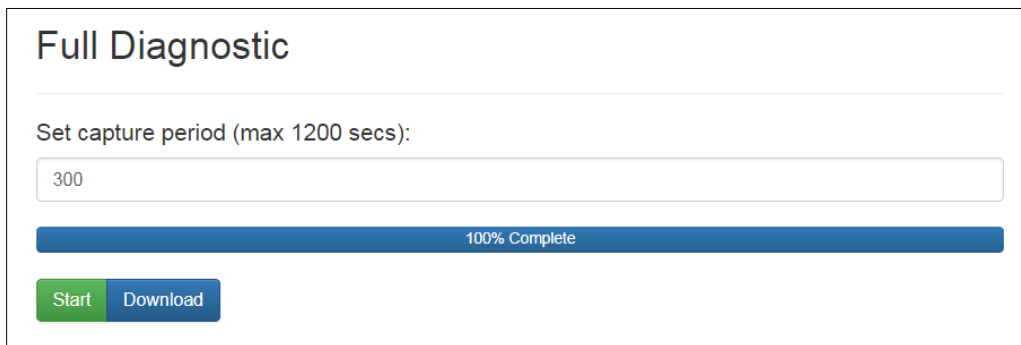 Full Diagnostic
Set capture period (max 1200 secs):
300
100% Complete
Start Download